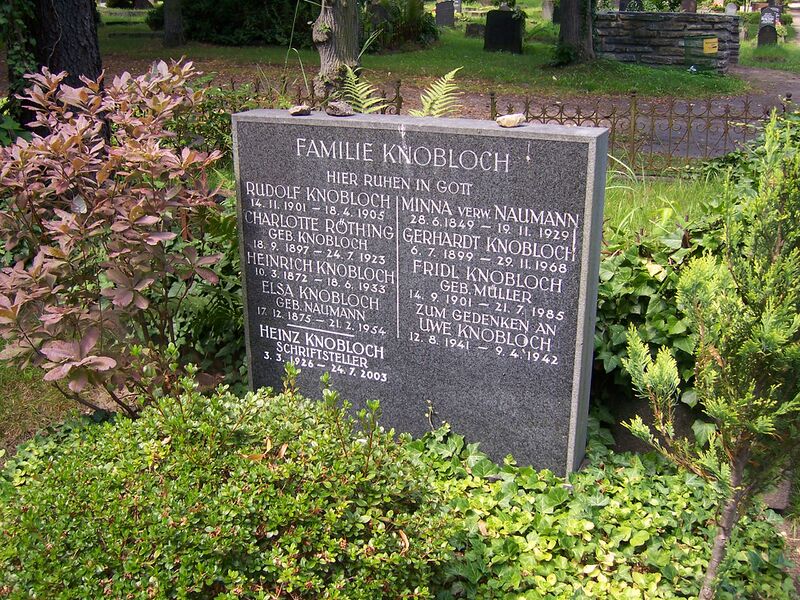 FAMILIE KNOBLOCH
HIER RUHEN IN GOTT
RUDOLF KNOBLOCH
14.11.1901 – 18.4.1905
CHARLOTTE RÖTHING
GEB. KNOBLOCH
18.9.1897 – 24.7.1923
HEINRICH KNOBLOCH
10.3.1872 – 18.6.1933
ELSA KNOBLOCH
GEB. NAUMANN
17.12.1875 – 21.2.1954
HEINZ KNOBLOCH
SCHRIFTSTELLER
3.3.1926 – 24.7.2003
MINNA VERW. NAUMANN
28.6.1849 – 19.11.1929
GERHARDT KNOBLOCH
6.7.1899 – 29.11.1968
FRIDL KNOBLOCH
GEB. MÜLLER
14.9.1901 – 21.7.1985
ZUM GEDENKEN AN
UWE KNOBLOCH
12.8.1941 – 9.4.1942